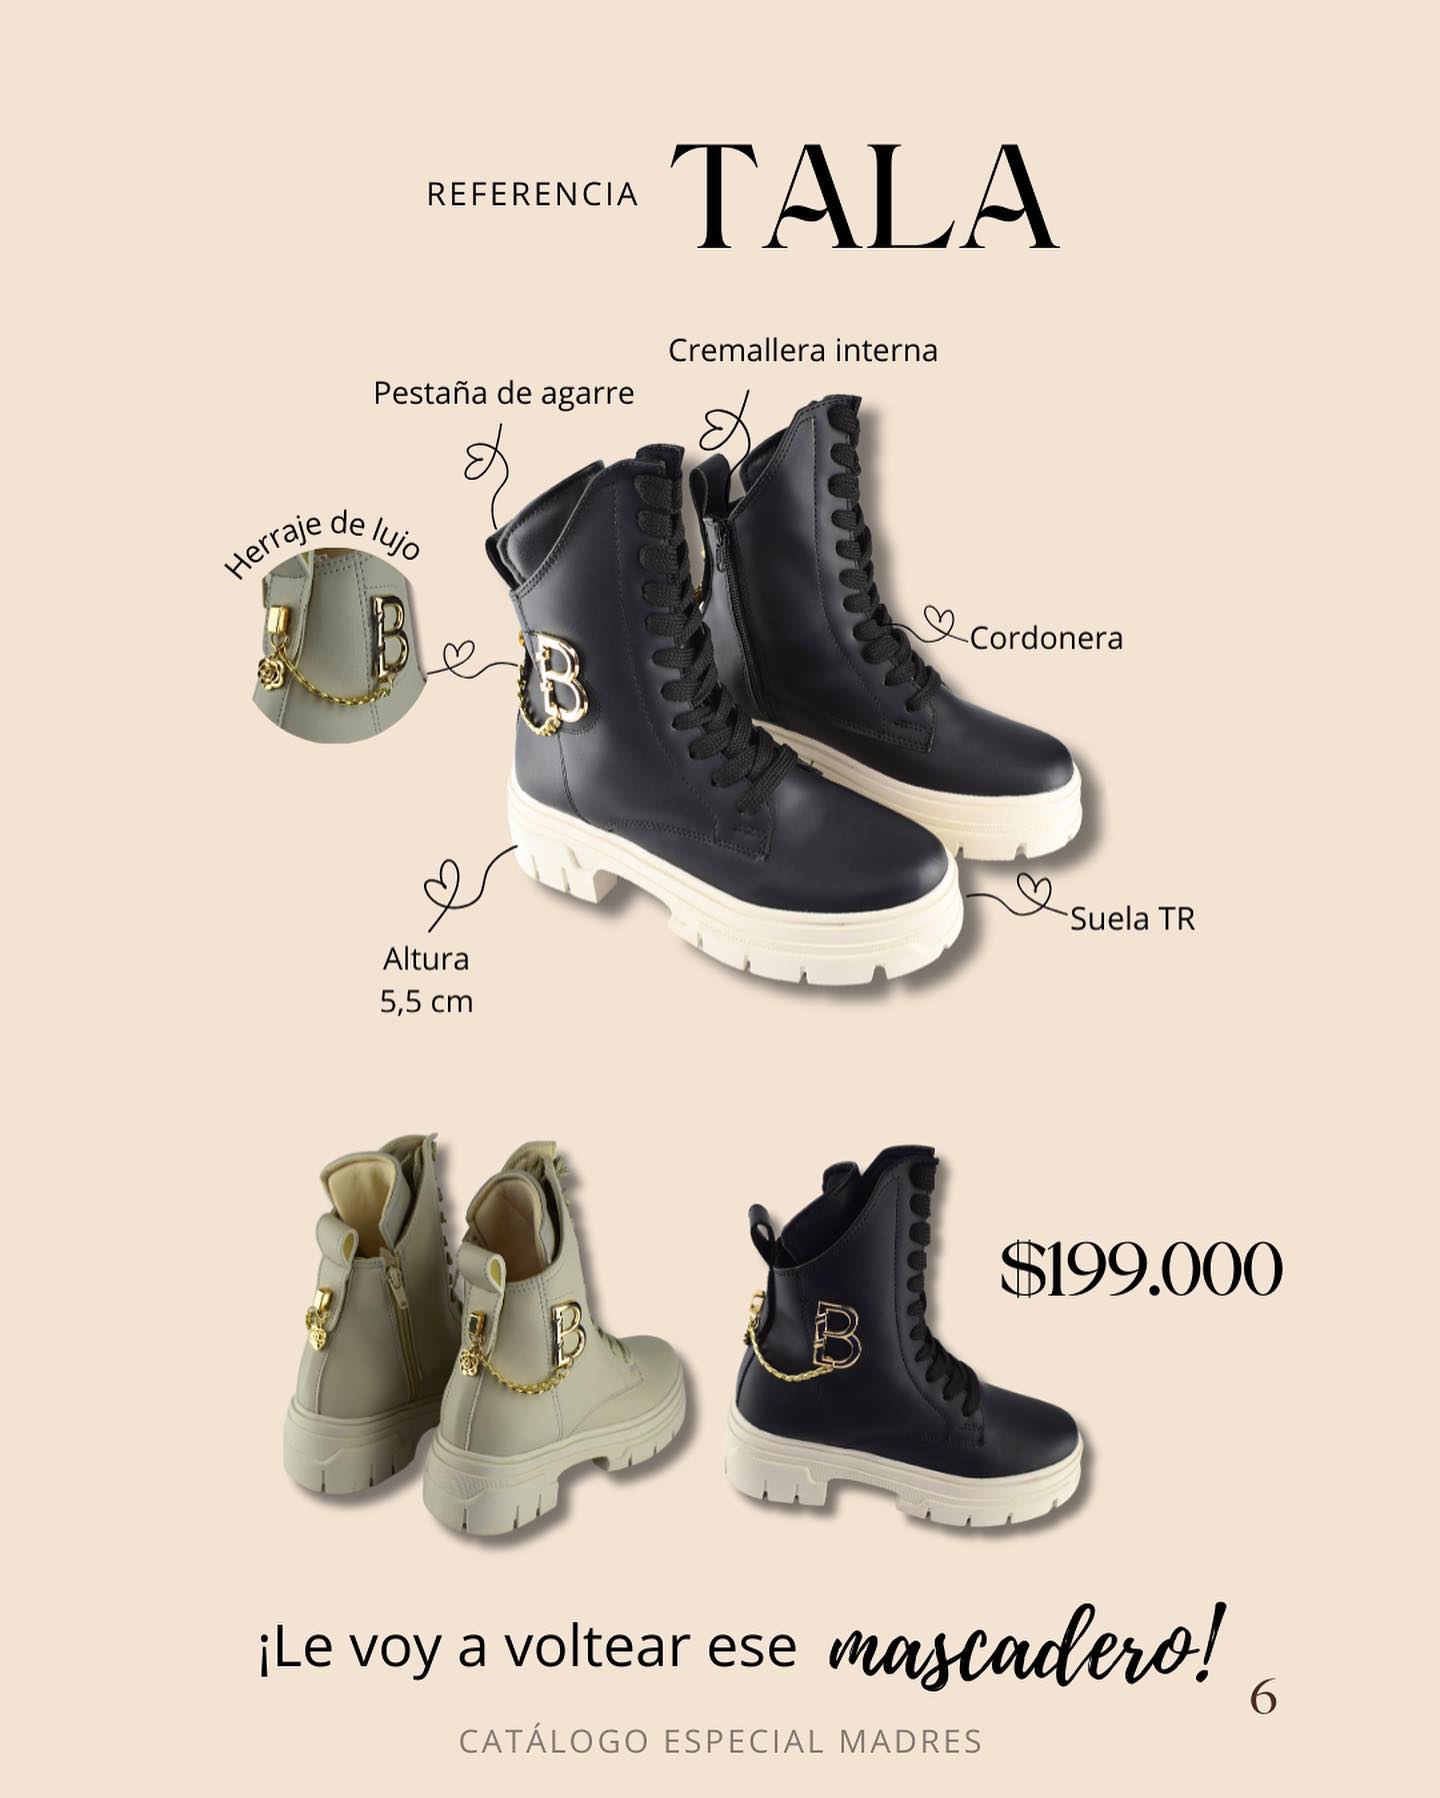 REFERENCIA TALA
Cremallera interna
Pestaña de agarre
Herraje de lujo
B
Cordonera
B
Suela TR
Altura
5,5 cm
$199.000
B
B
¡Le voy a voltear ese mascadero!
6
CATÁLOGO ESPECIAL MADRES